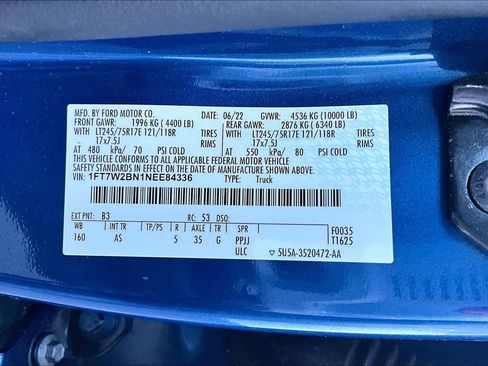 MFD. BY FORD MOTOR CO. 06/22 GVWR: 4536 KG (10000 LB)
FRONT GAWR: 1996 KG ( 4400 LB) REAR GAWR: 2876 KG ( 6340 LB)
WITH LT245/75R17E 121/118R TIRES WITH LT245/75R17E 121/118R TIRES
17x7.5J RIMS 17x7.5J RIMS
AT 480 kPa/ 70 PSI COLD AT 550 kPa/ 80 PSI COLD
THIS VEHICLE CONFORMS TO ALL APPLICABLE FEDERAL MOTOR VEHICLE
SAFETY STANDARDS IN EFFECT ON THE DATE OF MANUFACTURE SHOWN ABOVE.
VIN: 1FT7W2BN1NEE84336 TYPE: Truck
EXT PNT: B3 RC: 53 DSO: F0035
WB INT TR TP/PS R AXLE TR SPR T1625
160 AS 5 35 G PPJJ
ULC 5U5A-3520472-AA